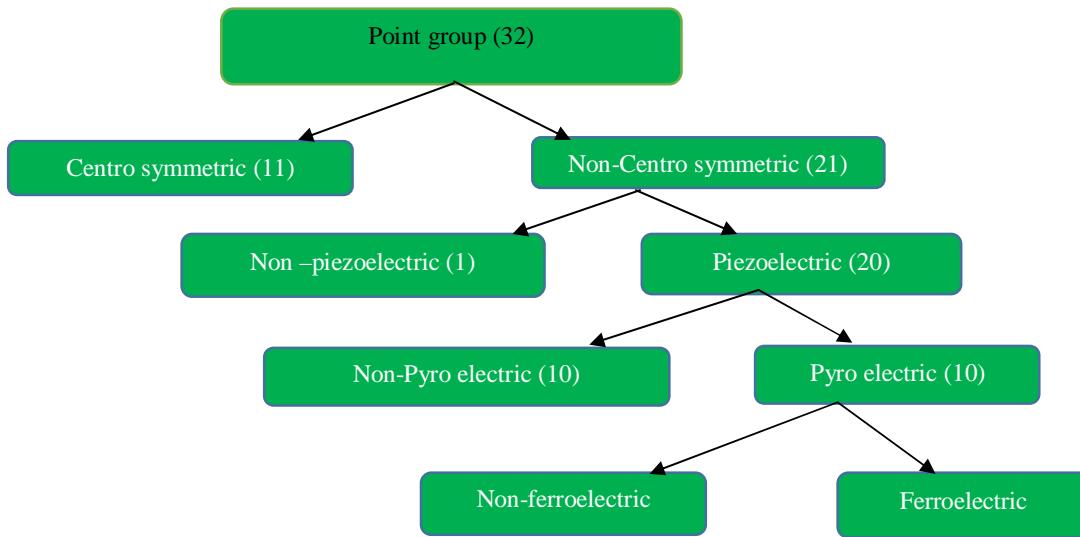 Point group (32)
Centro symmetric (11)
Non-Centro symmetric (21)
Non –piezoelectric (1)
Piezoelectric (20)
Non-Pyro electric (10)
Pyro electric (10)
Non-ferroelectric
Ferroelectric